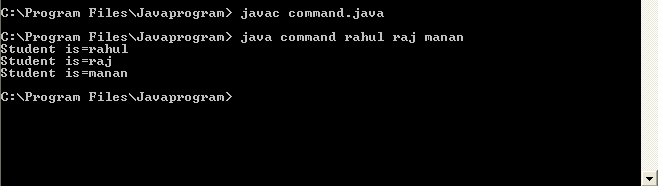 C:\Program Files\Javaprogram> javac command.java
C:\Program Files\Javaprogram> java command rahul raj manan
Student is=rahul
Student is=raj
Student is=manan
C:\Program Files\Javaprogram>